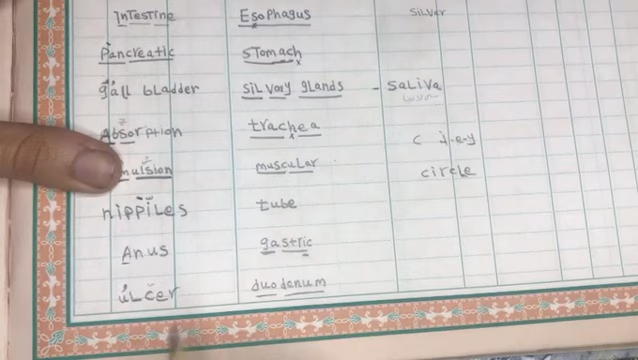 InTesTine Esophagus Silver
Pancreatic STomach
gall bladder Silvary glands - Saliva
Absorption trachea c i-e-y
mulsion muscular circle
nippiles tube
Anus gastric
ulcer duodenum